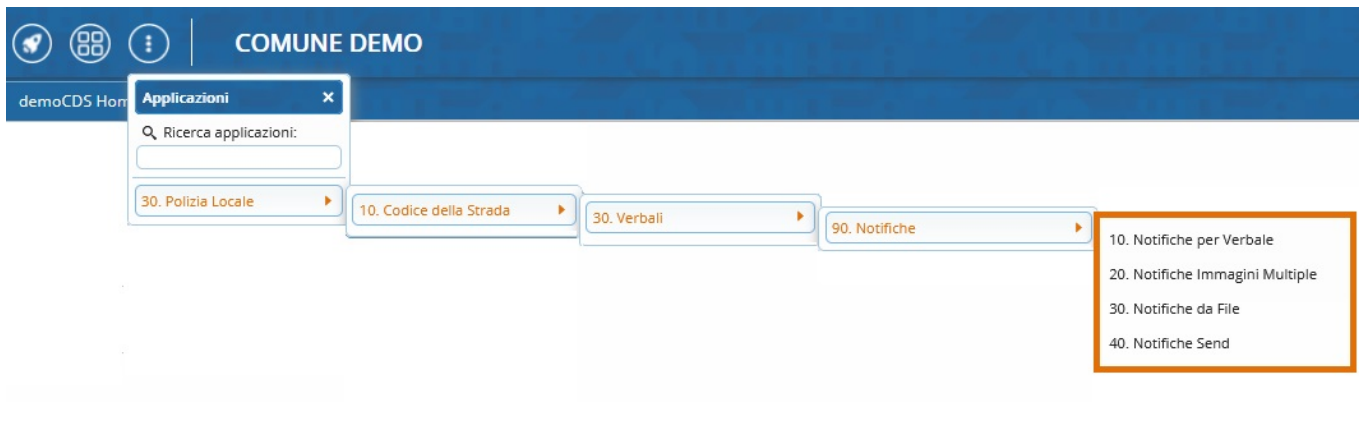 COMUNE DEMO
demoCDS Hom
Applicazioni
Ricerca applicazioni:
30. Polizia Locale
10. Codice della Strada
30. Verbali
90. Notifiche
10. Notifiche per Verbale
20. Notifiche Immagini Multiple
30. Notifiche da File
40. Notifiche Send